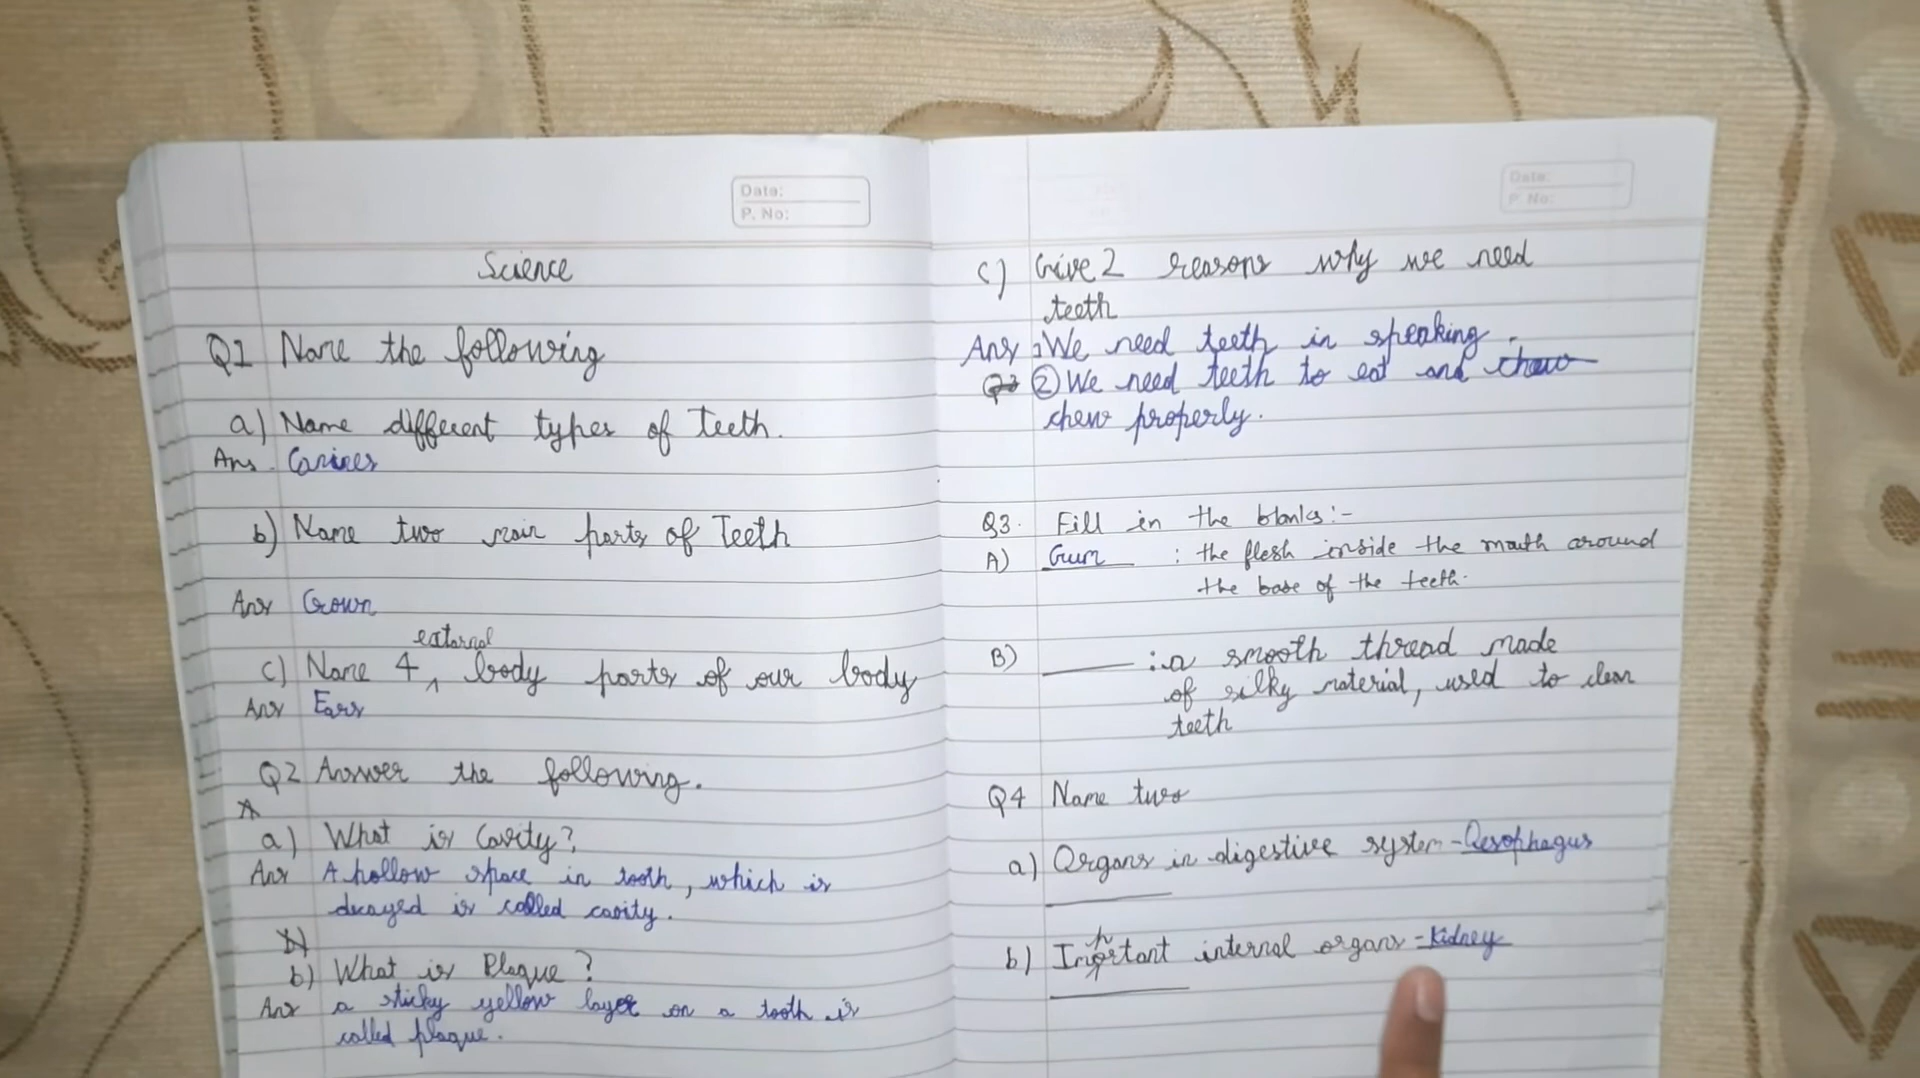 Date:
P. No:
Science
Q1 Name the following
a) Name different types of Teeth.
Ans. Canines
b) Name two main parts of Teeth
Ans Crown
external
c) Name 4 ^ body parts of our body
Ans Ears
Q2 Answer the following.
a) What is Cavity?
Ans A hollow space in tooth, which is
decayed is called cavity.
b) What is Plaque?
Ans a sticky yellow layer on a tooth is
called plaque.
Date:
P. No:
c) Give 2 reasons why we need
teeth
Ans We need teeth in speaking.
② We need teeth to eat and chew
chew properly.
Q3. Fill in the blanks:-
A) Gum : the flesh inside the mouth around
the base of the teeth.
B) ____ : a smooth thread made
of silky material, used to clean
teeth
Q4 Name two
a) Organs in digestive system - Oesophagus
b) Important internal organs - Kidney